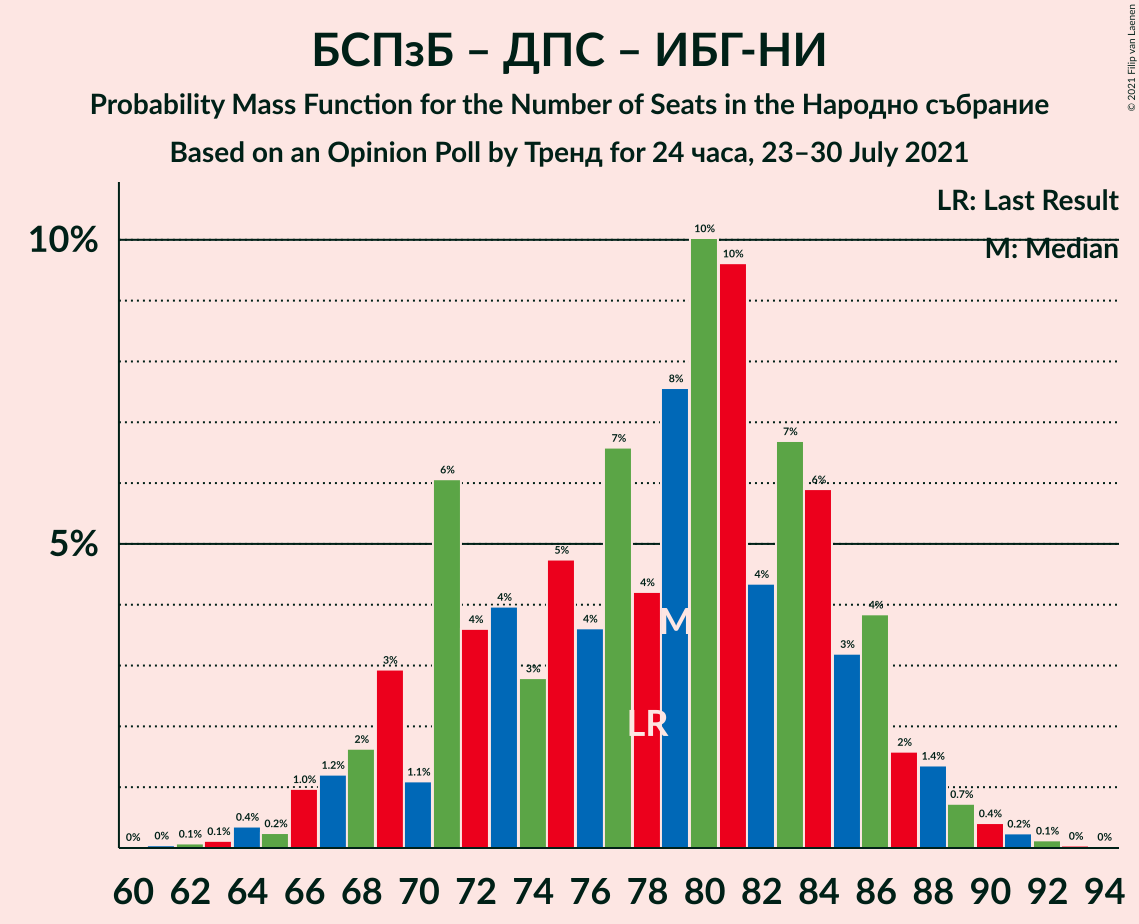 БСПзБ – ДПС – ИБГ-НИ
Probability Mass Function for the Number of Seats in the Народно събрание
Based on an Opinion Poll by Тренд for 24 часа, 23–30 July 2021
© 2021 Filip van Laenen
LR: Last Result
M: Median
10%
5%
0% 0% 0.1% 0.1% 0.4% 0.2% 1.0% 1.2% 2% 3% 1.1% 6% 4% 4% 3% 5% 4% 7% 4% 8% 10% 10% 4% 7% 6% 3% 4% 2% 1.4% 0.7% 0.4% 0.2% 0.1% 0% 0%
M
LR
60 62 64 66 68 70 72 74 76 78 80 82 84 86 88 90 92 94